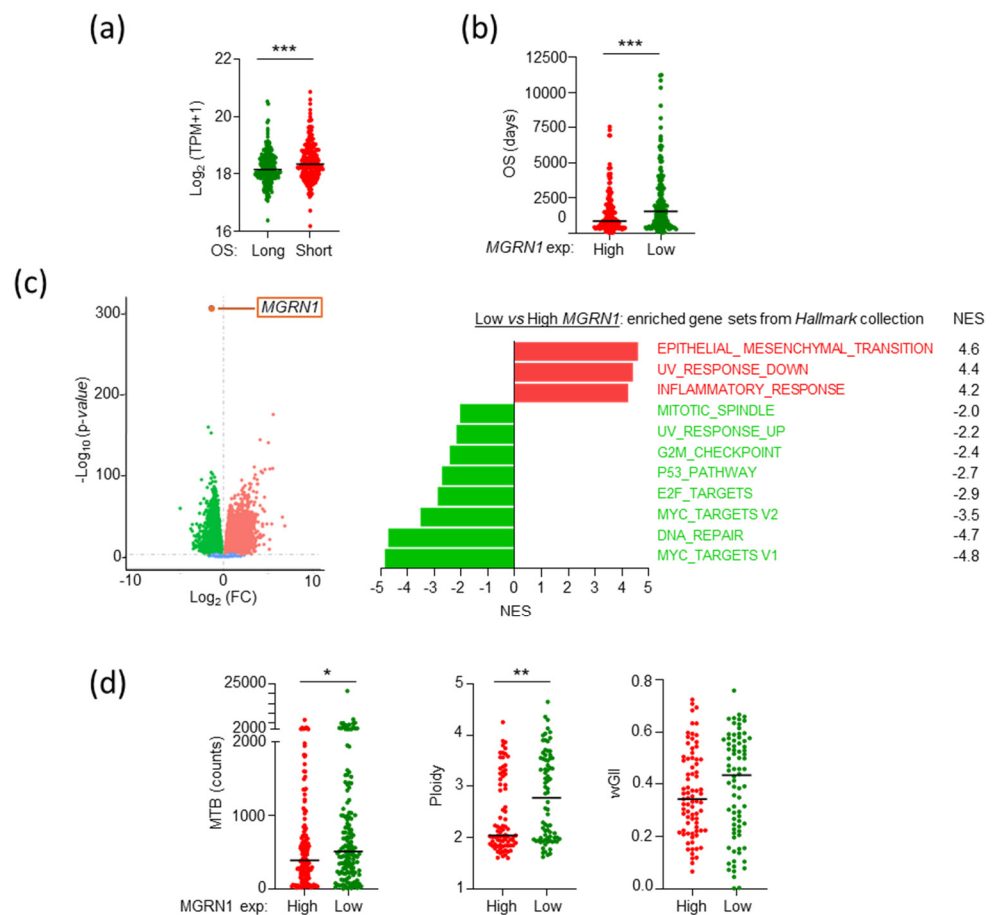 (a)
***
22
20
18
16
Log2 (TPM+1)
OS: Long Short
(b)
***
12500
10000
7500
5000
2500
0
OS (days)
MGRN1 exp: High Low
(c)
MGRN1
300
200
100
0
-Log10 (p-value)
-10 0 10
Log2 (FC)
Low vs High MGRN1: enriched gene sets from Hallmark collection NES
EPITHELIAL_ MESENCHYMAL_TRANSITION 4.6
UV_RESPONSE_DOWN 4.4
INFLAMMATORY_RESPONSE 4.2
MITOTIC_SPINDLE -2.0
UV_RESPONSE_UP -2.2
G2M_CHECKPOINT -2.4
P53_PATHWAY -2.7
E2F_TARGETS -2.9
MYC_TARGETS V2 -3.5
DNA_REPAIR -4.7
MYC_TARGETS V1 -4.8
-5 -4 -3 -2 -1 0 1 2 3 4 5
NES
(d)
*
25000
2000
2000
1000
0
MTB (counts)
MGRN1 exp: High Low
**
5
4
3
2
1
Ploidy
High Low
0.8
0.6
0.4
0.2
0.0
wGII
High Low